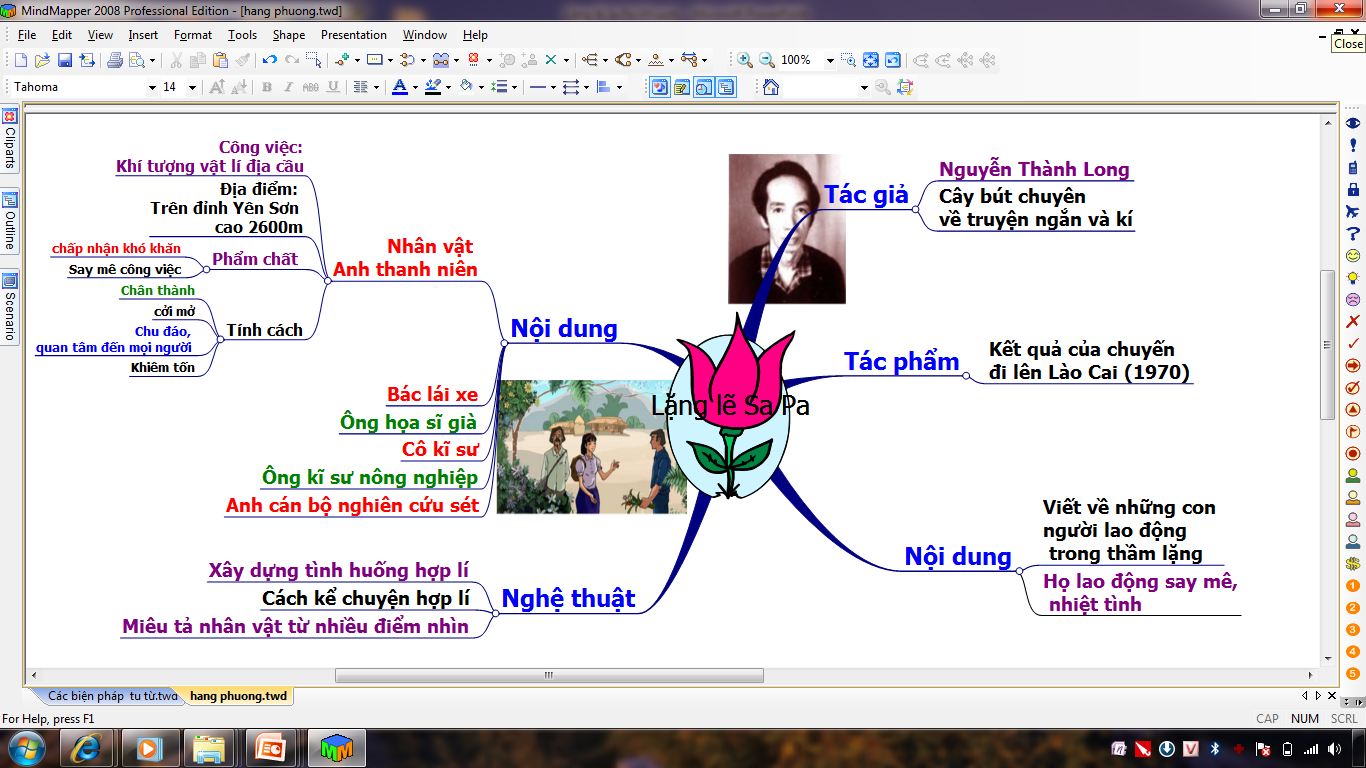 MindMapper 2008 Professional Edition - [hang phuong.twd]
File Edit View Insert Format Tools Shape Presentation Window Help
Close
100%
Tahoma 14
B I ABC U A
Cliparts
Outline
Scenario
Công việc:
Khí tượng vật lí địa cầu
Địa điểm:
Trên đỉnh Yên Sơn
cao 2600m
chấp nhận khó khăn
Say mê công việc
Phẩm chất
Chân thành
cởi mở
Chu đáo,
quan tâm đến mọi người
Khiêm tốn
Tính cách
Nhân vật
Anh thanh niên
Nội dung
Bác lái xe
Ông họa sĩ già
Cô kĩ sư
Ông kĩ sư nông nghiệp
Anh cán bộ nghiên cứu sét
Xây dựng tình huống hợp lí
Cách kể chuyện hợp lí
Miêu tả nhân vật từ nhiều điểm nhìn
Nghệ thuật
Lặng lẽ Sa Pa
Tác giả
Nguyễn Thành Long
Cây bút chuyên
về truyện ngắn và kí
Tác phẩm
Kết quả của chuyến
đi lên Lào Cai (1970)
Nội dung
Viết về những con
người lao động
trong thầm lặng
Họ lao động say mê,
nhiệt tình
1
2
3
4
5
Các biện pháp tu từ.twd
hang phuong.twd
For Help, press F1
CAP NUM SCRL